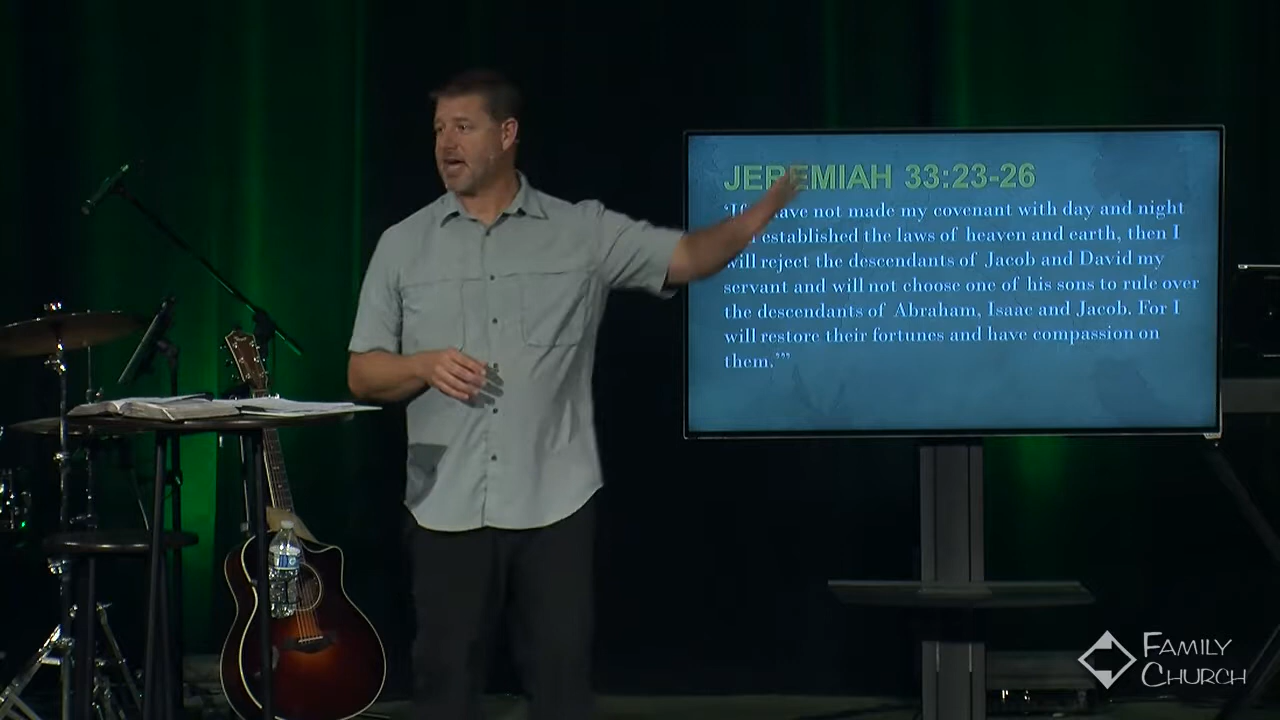 JEREMIAH 33:23-26
have not made my covenant with day and night
established the laws of heaven and earth, then I
will reject the descendants of Jacob and David my
servant and will not choose one of his sons to rule over
the descendants of Abraham, Isaac and Jacob. For I
will restore their fortunes and have compassion on
them.'”
FAMILY
CHURCH